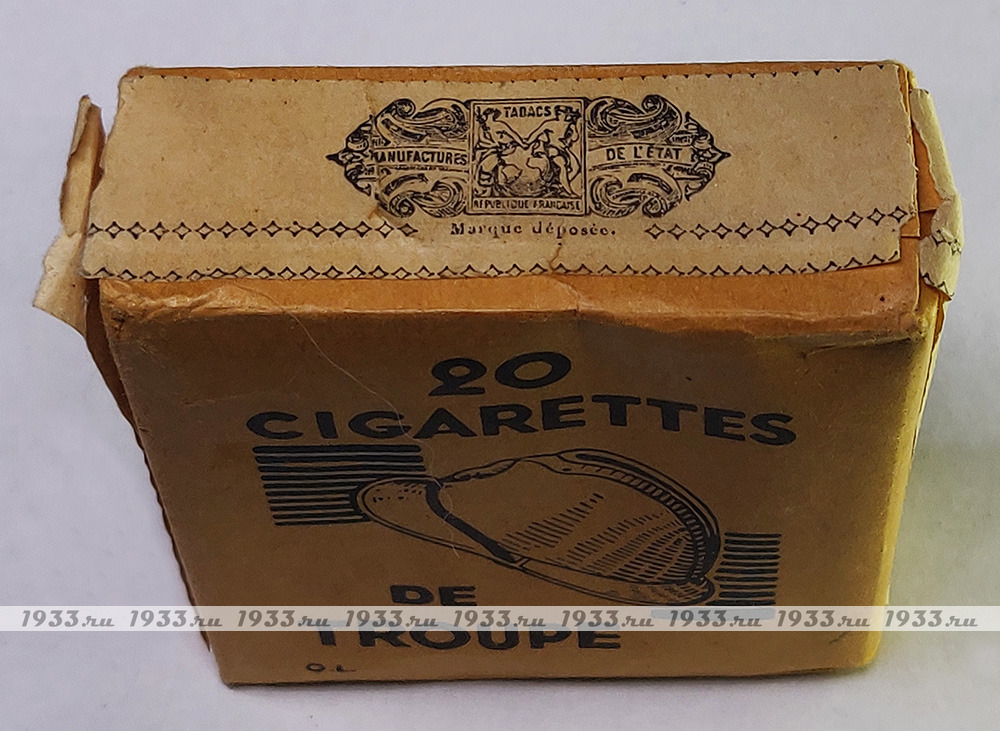 TABACS
MANUFACTURES DE L'ÉTAT
RÉPUBLIQUE FRANÇAISE
Marque déposée.
20
CIGARETTES
DE
1933.ru 1933.ru 1933.ru 1933.ru 1933.ru 1933.ru 1933.ru 1933.ru 1933.ru
TROUPE
O.L